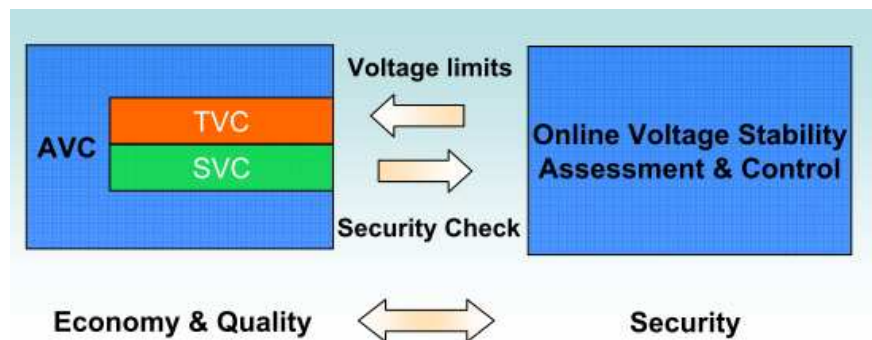 Voltage limits
AVC
TVC
SVC
Online Voltage Stability
Assessment & Control
Security Check
Economy & Quality
Security